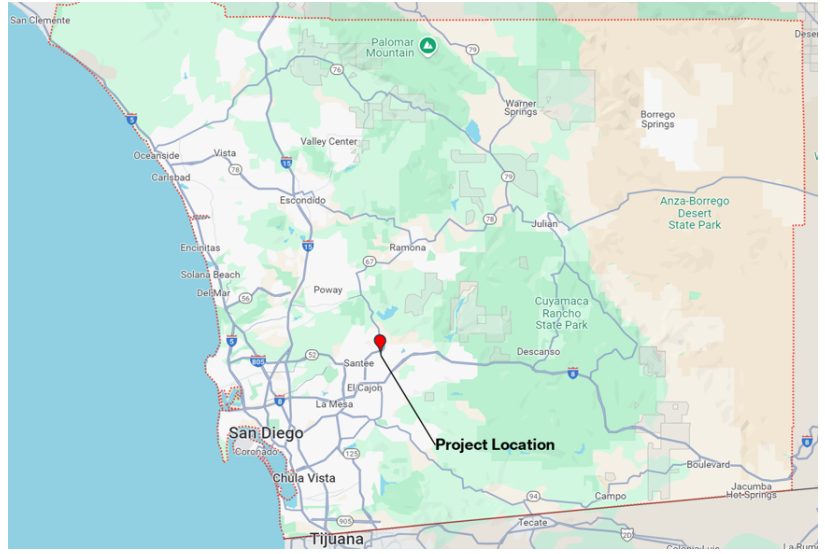 San Clemente
Palomar
Mountain
79
76
Warner
Springs
Borrego
Springs
5
Oceanside
Vista
Valley Center
15
Carlsbad
78
79
Escondido
Anza-Borrego
Desert
State Park
78
Julian
Encinitas
15
Ramona
67
Solana Beach
Del Mar
56
Poway
Cuyamaca
Rancho
State Park
5
805
52
Santee
Descanso
8
El Cajon
8
La Mesa
San Diego
Coronado
Project Location
8
125
Chula Vista
Boulevard
94
Campo
Jacumba
Hot Springs
905
Tijuana
Tecate
20